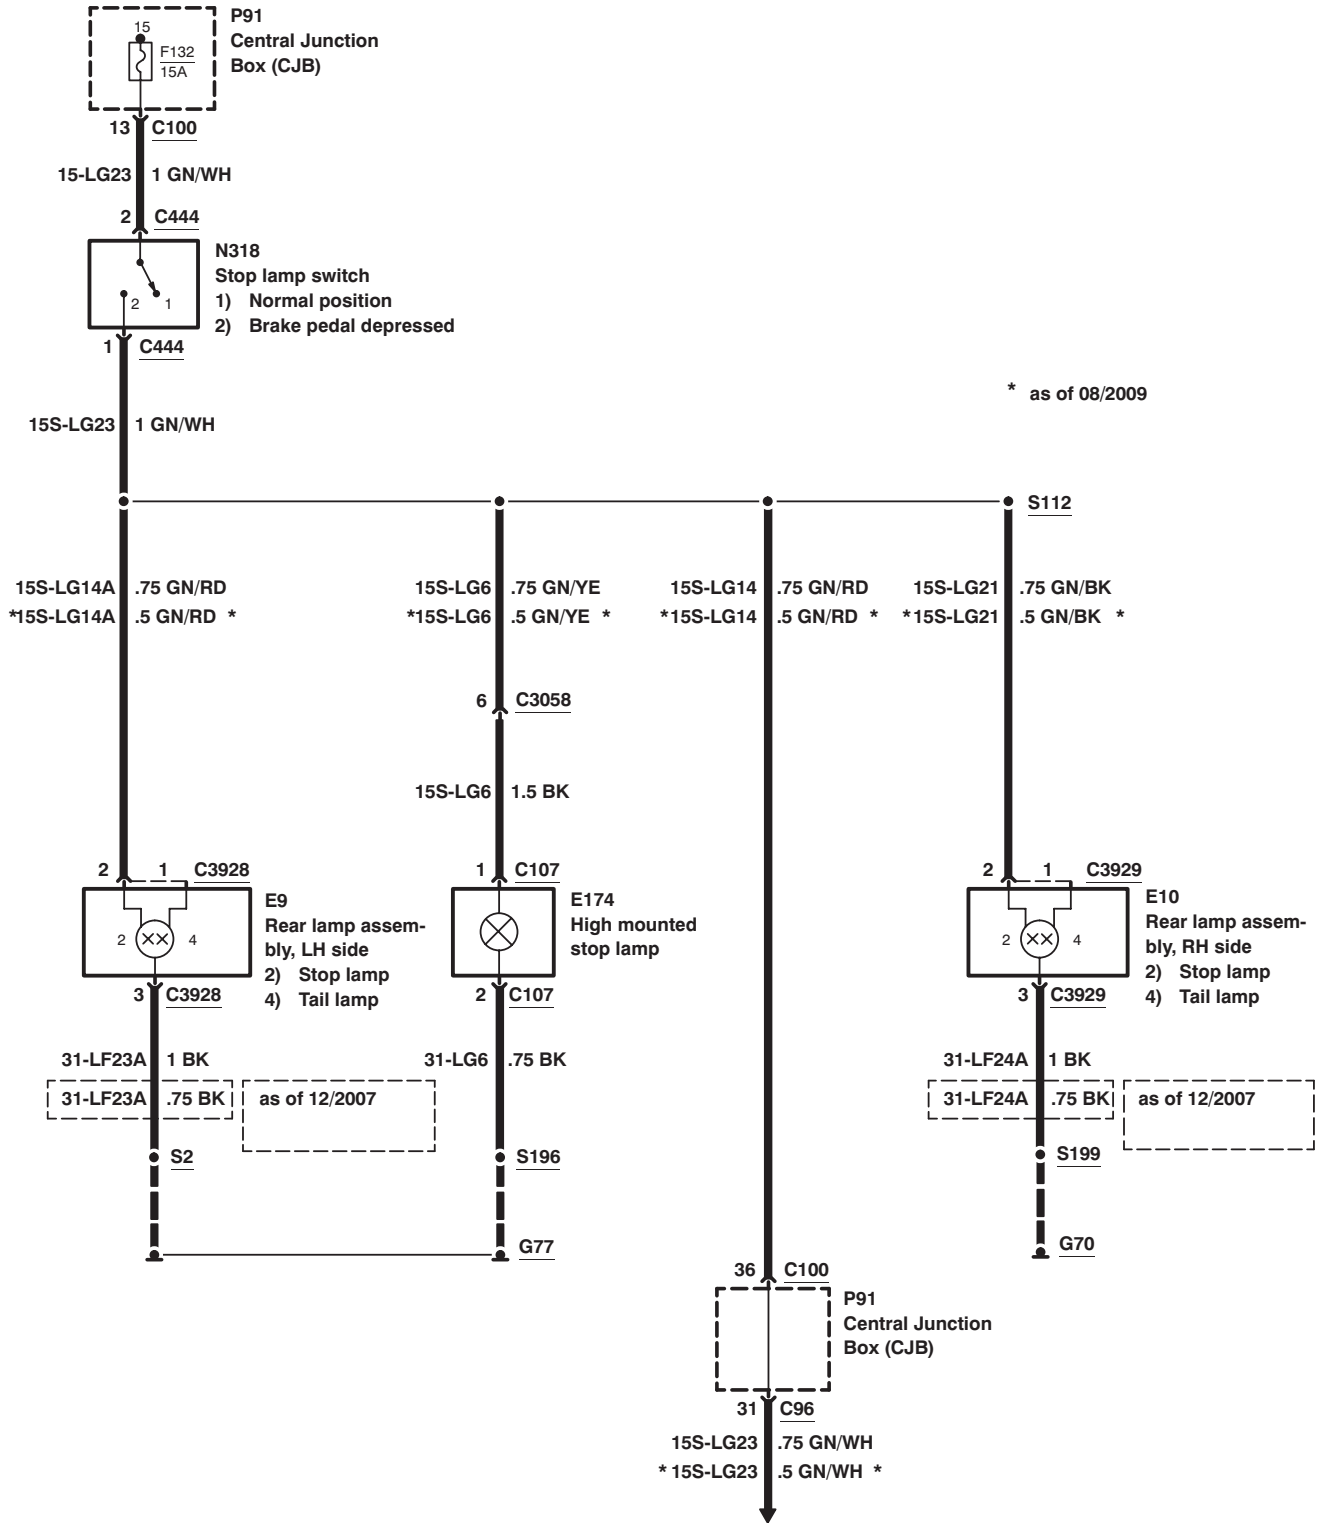 P91
15
Central Junction
F132
Box (CJB)
15A
13 C100
15-LG23 1 GN/WH
2 C444
N318
Stop lamp switch
2 1
1) Normal position
2) Brake pedal depressed
1 C444
* as of 08/2009
15S-LG23 1 GN/WH
S112
15S-LG14A .75 GN/RD 15S-LG6 .75 GN/YE 15S-LG14 .75 GN/RD 15S-LG21 .75 GN/BK
*15S-LG14A .5 GN/RD * *15S-LG6 .5 GN/YE * *15S-LG14 .5 GN/RD * *15S-LG21 .5 GN/BK *
6 C3058
15S-LG6 1.5 BK
2 1 C3928 1 C107 2 1 C3929
E9
Rear lamp assem-
bly, LH side
2) Stop lamp
4) Tail lamp
2 XX 4
E174
High mounted
stop lamp
E10
Rear lamp assem-
bly, RH side
2) Stop lamp
4) Tail lamp
2 XX 4
3 C3928 2 C107 3 C3929
31-LF23A 1 BK 31-LG6 .75 BK 31-LF24A 1 BK
31-LF23A .75 BK as of 12/2007 31-LF24A .75 BK as of 12/2007
S2 S196 S199
G77 G70
36 C100
P91
Central Junction
Box (CJB)
31 C96
15S-LG23 .75 GN/WH
* 15S-LG23 .5 GN/WH *